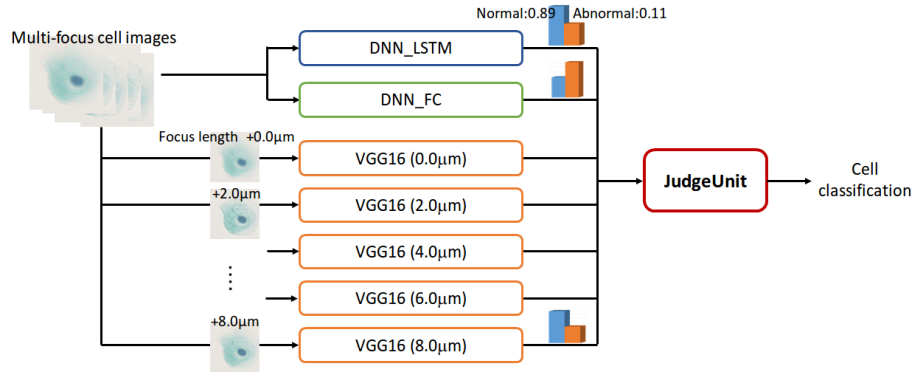 Normal:0.89 Abnormal:0.11
Multi-focus cell images
DNN_LSTM
DNN_FC
Focus length +0.0μm
VGG16 (0.0μm)
+2.0μm
VGG16 (2.0μm)
VGG16 (4.0μm)
VGG16 (6.0μm)
+8.0μm
VGG16 (8.0μm)
JudgeUnit
Cell
classification